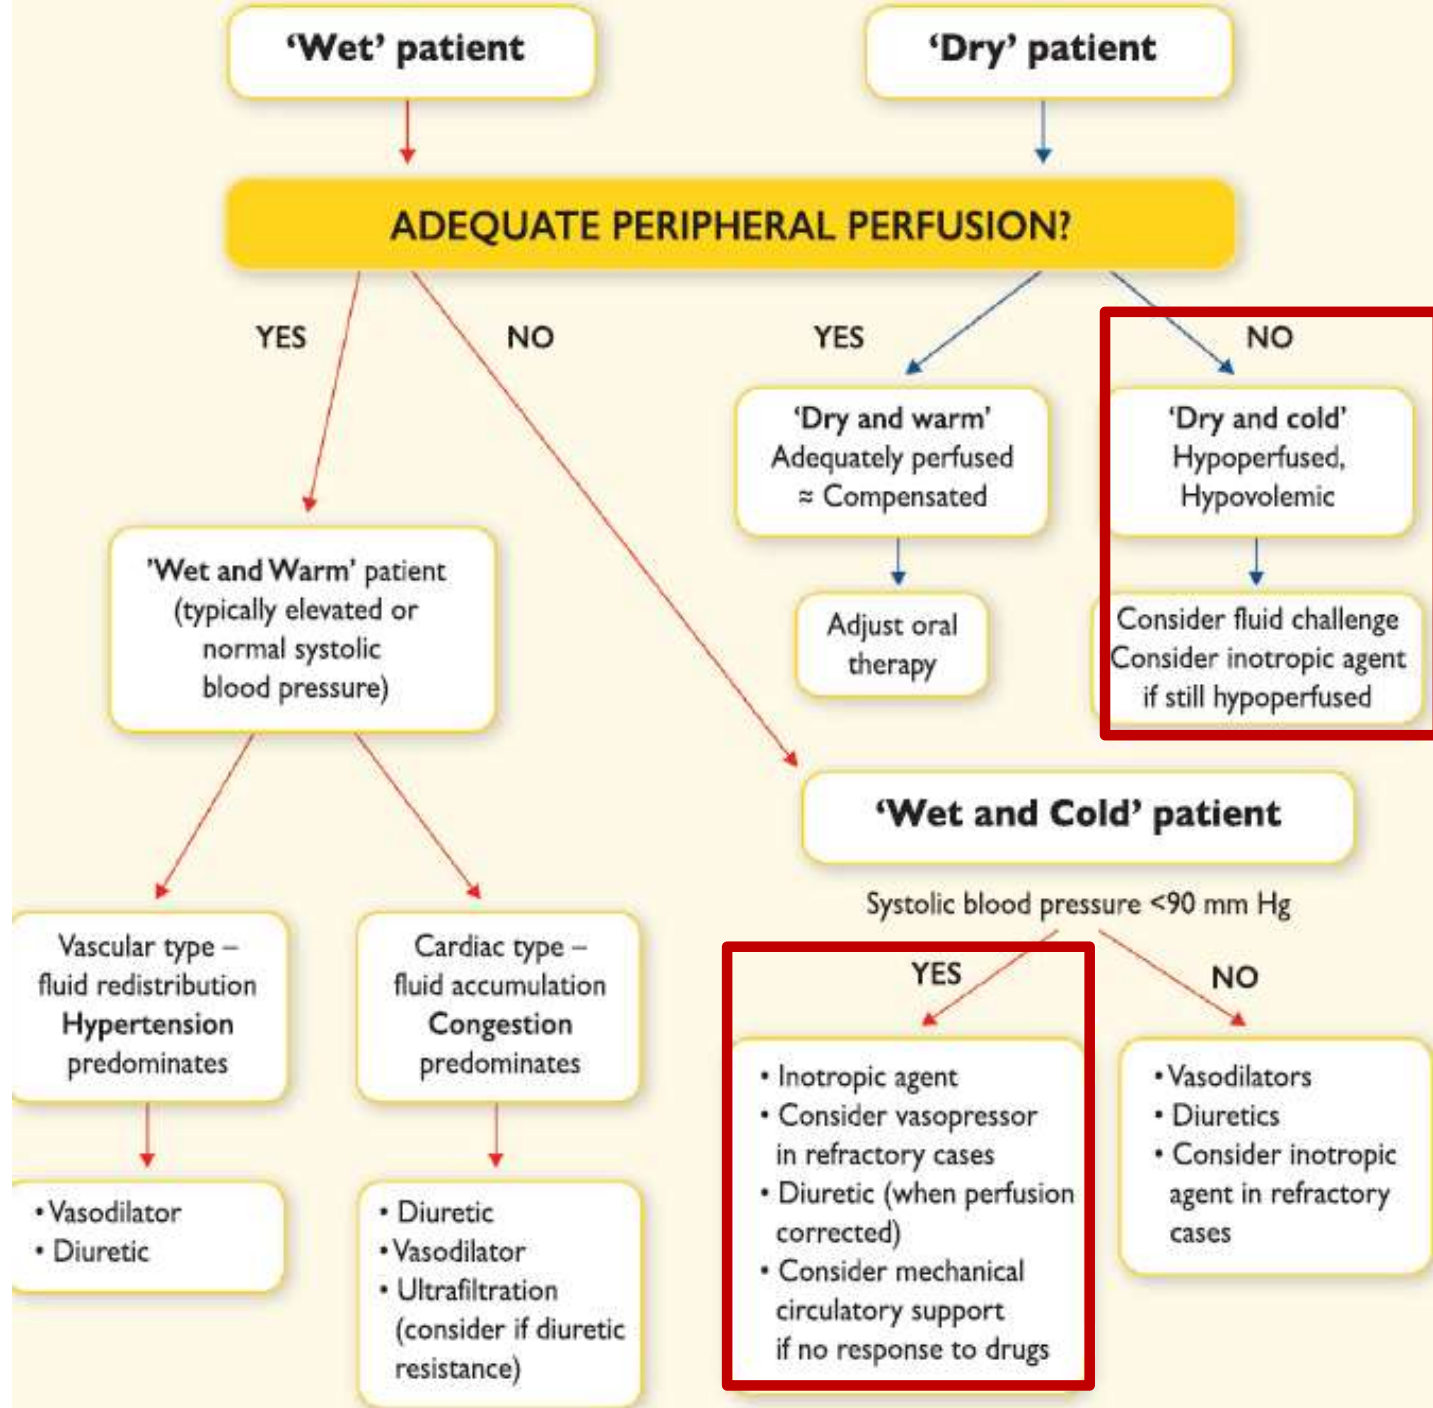 ‘Wet’ patient
‘Dry’ patient
ADEQUATE PERIPHERAL PERFUSION?
YES
NO
YES
NO
‘Dry and warm’
Adequately perfused
≈ Compensated
‘Dry and cold’
Hypoperfused,
Hypovolemic
Adjust oral
therapy
Consider fluid challenge
Consider inotropic agent
if still hypoperfused
’Wet and Warm’ patient
(typically elevated or
normal systolic
blood pressure)
‘Wet and Cold’ patient
Systolic blood pressure <90 mm Hg
YES
NO
Vascular type –
fluid redistribution
Hypertension
predominates
Cardiac type –
fluid accumulation
Congestion
predominates
• Vasodilator
• Diuretic
• Diuretic
• Vasodilator
• Ultrafiltration
(consider if diuretic
resistance)
• Inotropic agent
• Consider vasopressor
in refractory cases
• Diuretic (when perfusion
corrected)
• Consider mechanical
circulatory support
if no response to drugs
• Vasodilators
• Diuretics
• Consider inotropic
agent in refractory
cases